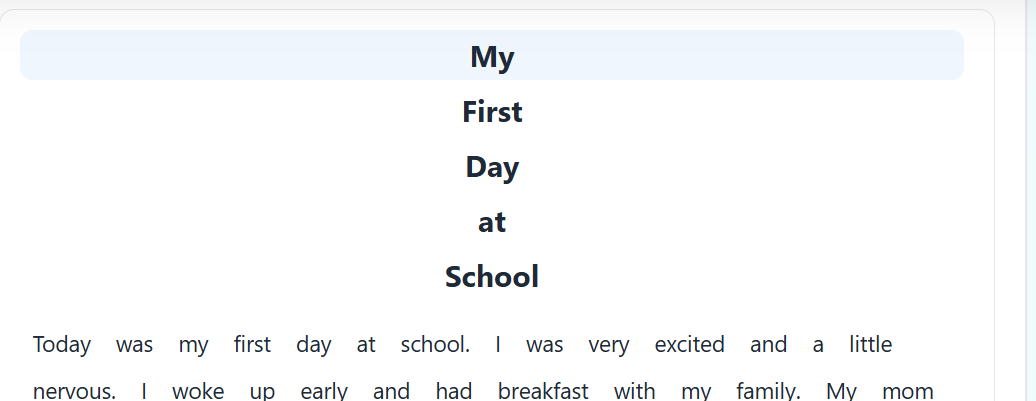 My
First
Day
at
School
Today was my first day at school. I was very excited and a little
nervous. I woke up early and had breakfast with my family. My mom